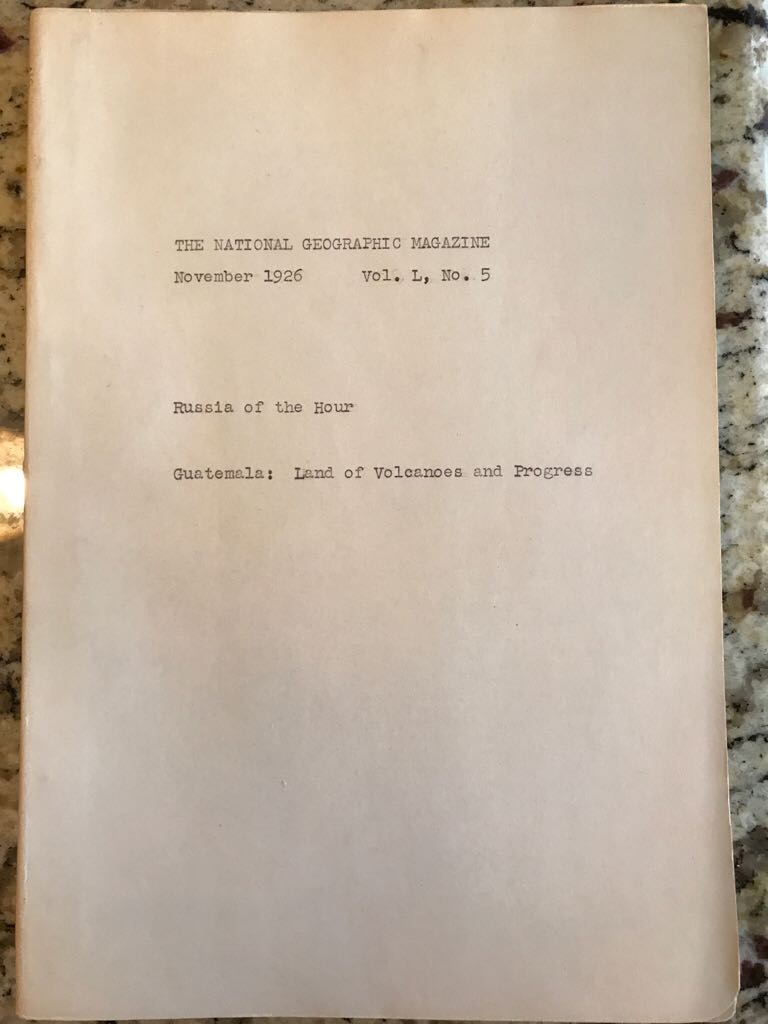 THE NATIONAL GEOGRAPHIC MAGAZINE
November 1926 Vol. L, No. 5
Russia of the Hour
Guatemala: Land of Volcanoes and Progress